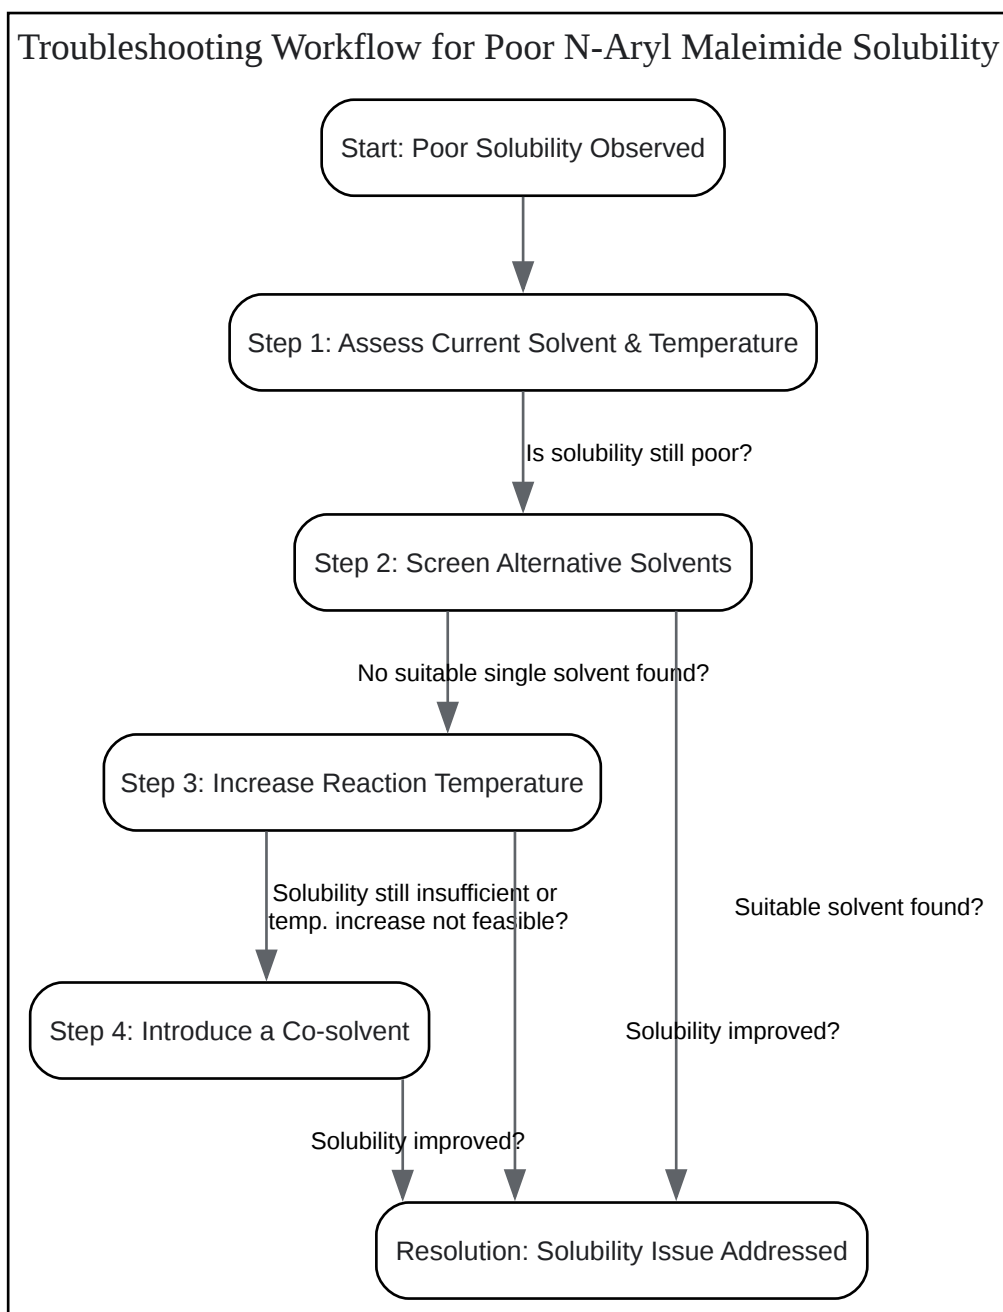 Troubleshooting Workflow for Poor N-Aryl Maleimide Solubility
Start: Poor Solubility Observed
Step 1: Assess Current Solvent & Temperature
Is solubility still poor?
Step 2: Screen Alternative Solvents
No suitable single solvent found?
Step 3: Increase Reaction Temperature
Solubility still insufficient or
temp. increase not feasible?
Suitable solvent found?
Step 4: Introduce a Co-solvent
Solubility improved?
Solubility improved?
Resolution: Solubility Issue Addressed